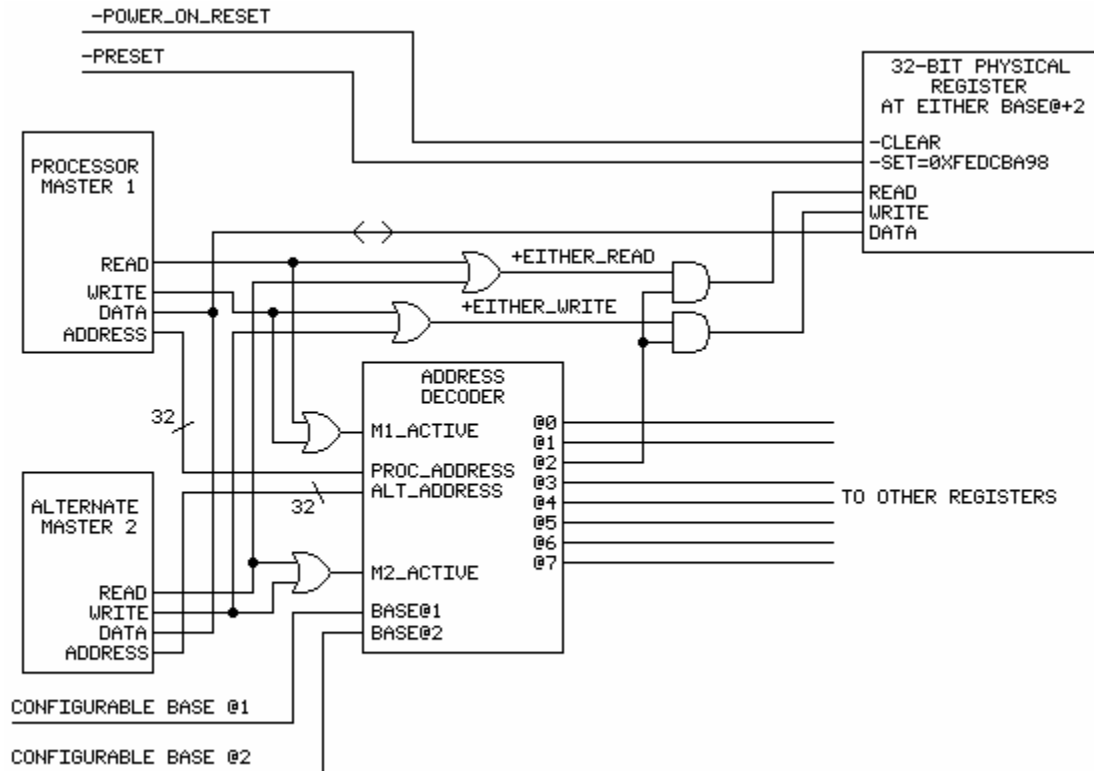 -POWER_ON_RESET
-PRESET
32-BIT PHYSICAL
REGISTER
AT EITHER BASE@+2
-CLEAR
-SET=0XFEDCBA98
READ
WRITE
DATA
PROCESSOR
MASTER 1
READ
WRITE
DATA
ADDRESS
+EITHER_READ
+EITHER_WRITE
32
ADDRESS
DECODER
M1_ACTIVE
PROC_ADDRESS
ALT_ADDRESS
32
M2_ACTIVE
BASE@1
BASE@2
@0
@1
@2
@3
@4
@5
@6
@7
TO OTHER REGISTERS
ALTERNATE
MASTER 2
READ
WRITE
DATA
ADDRESS
CONFIGURABLE BASE @1
CONFIGURABLE BASE @2